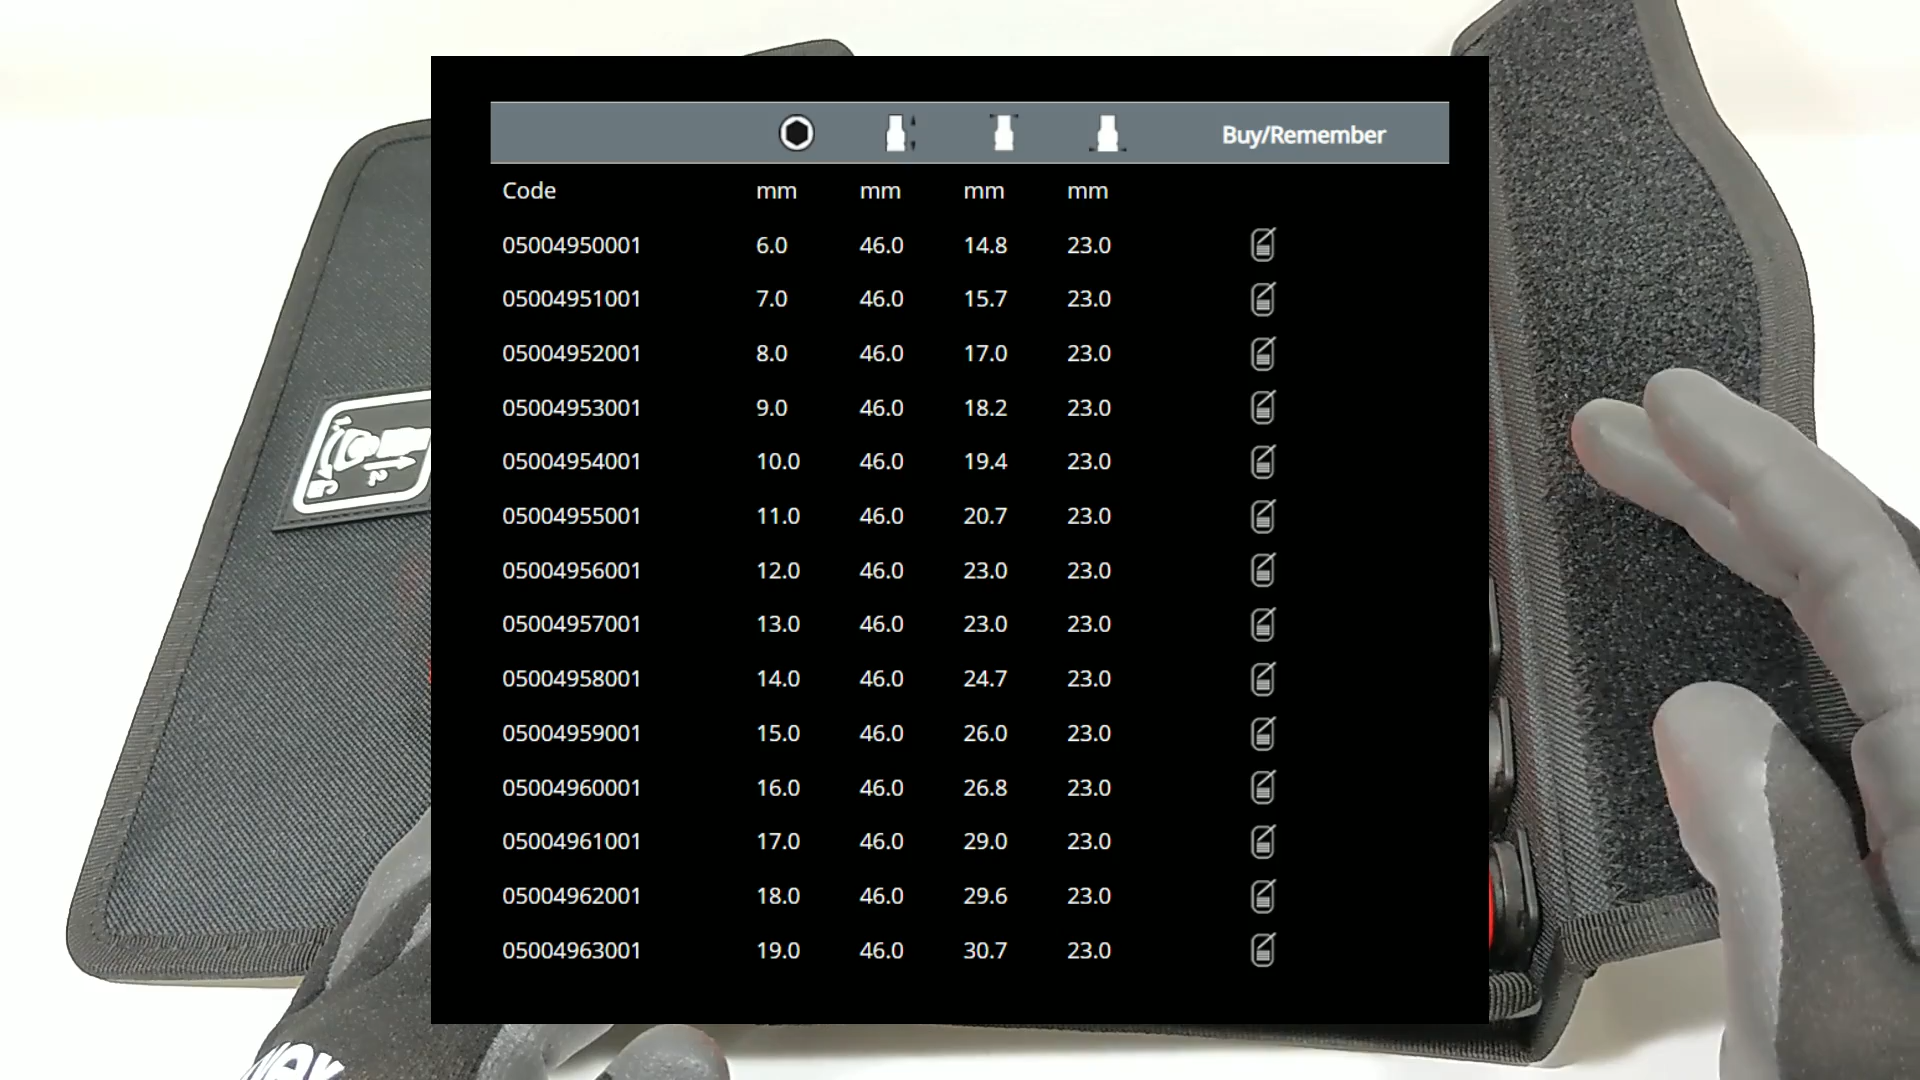 Buy/Remember
Code mm mm mm mm
05004950001 6.0 46.0 14.8 23.0
05004951001 7.0 46.0 15.7 23.0
05004952001 8.0 46.0 17.0 23.0
05004953001 9.0 46.0 18.2 23.0
05004954001 10.0 46.0 19.4 23.0
05004955001 11.0 46.0 20.7 23.0
05004956001 12.0 46.0 23.0 23.0
05004957001 13.0 46.0 23.0 23.0
05004958001 14.0 46.0 24.7 23.0
05004959001 15.0 46.0 26.0 23.0
05004960001 16.0 46.0 26.8 23.0
05004961001 17.0 46.0 29.0 23.0
05004962001 18.0 46.0 29.6 23.0
05004963001 19.0 46.0 30.7 23.0